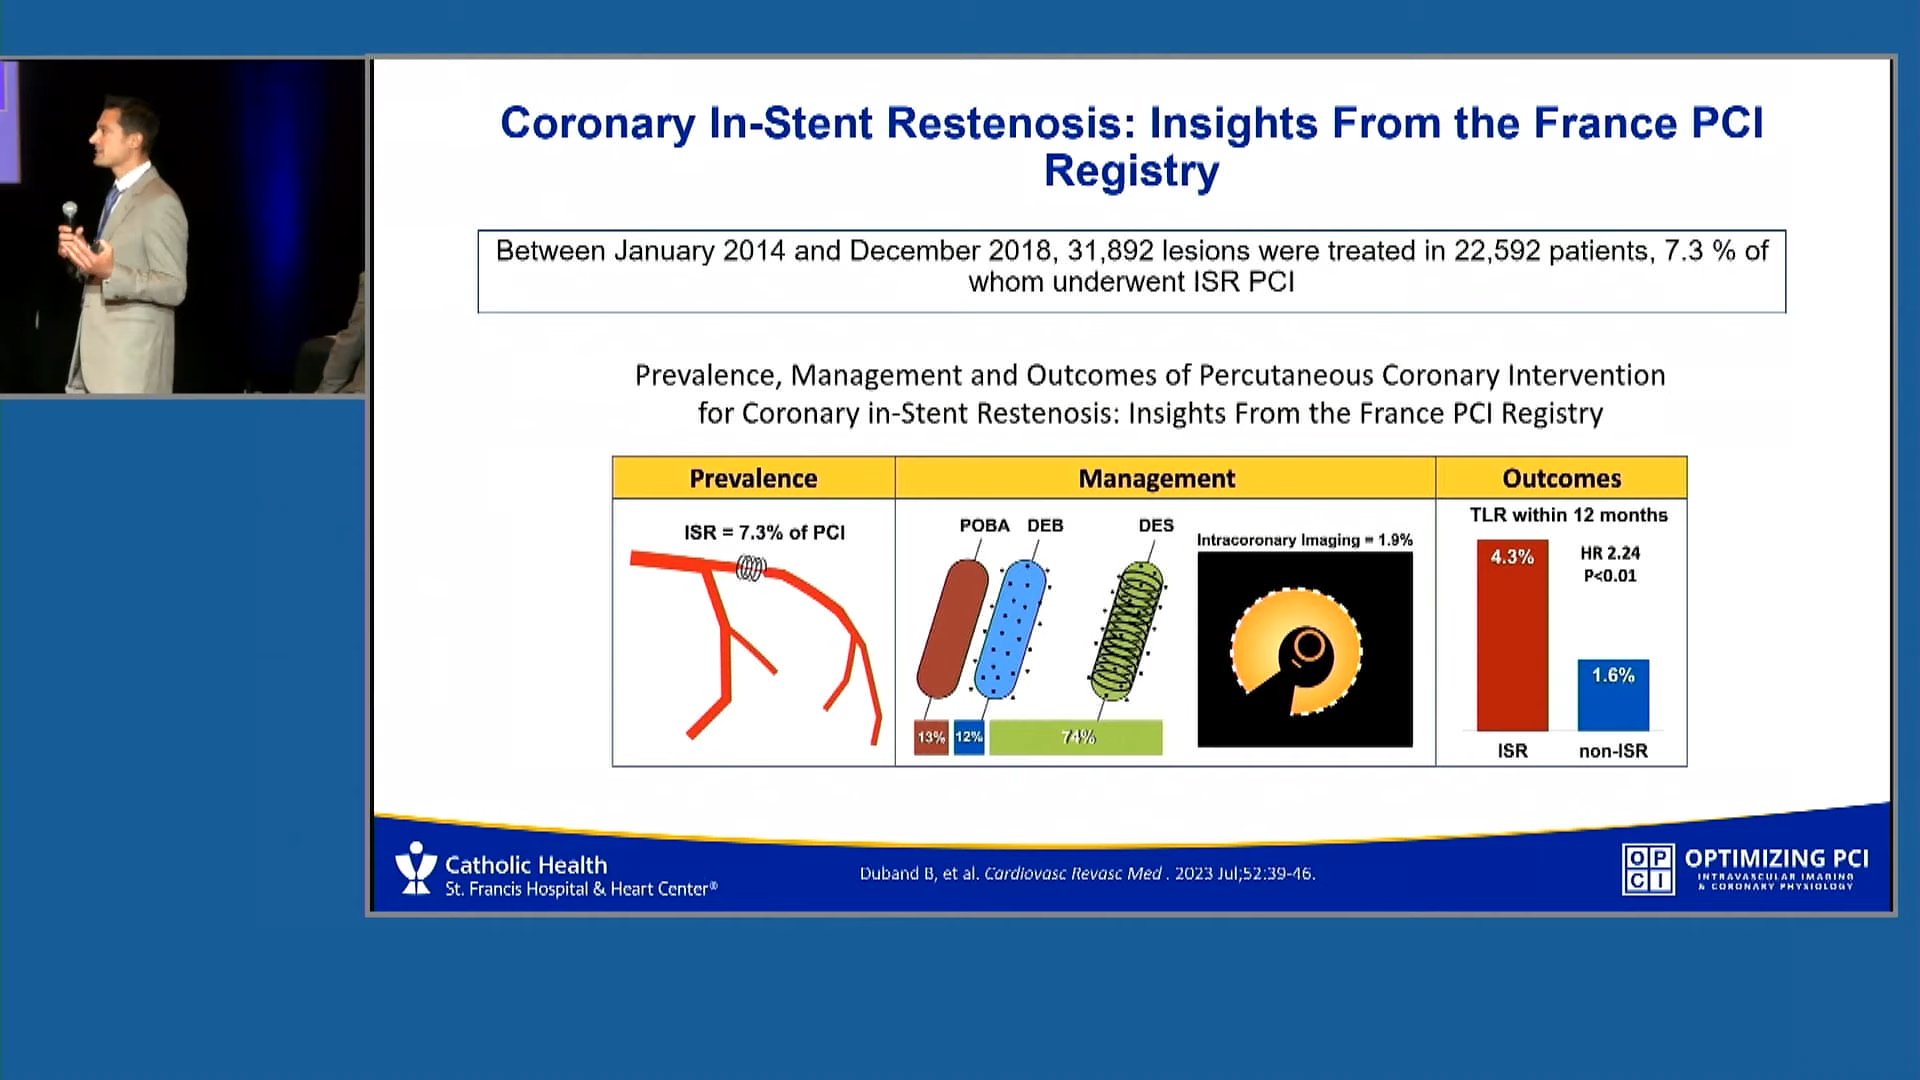 Coronary In-Stent Restenosis: Insights From the France PCI
Registry
Between January 2014 and December 2018, 31,892 lesions were treated in 22,592 patients, 7.3 % of
whom underwent ISR PCI
Prevalence, Management and Outcomes of Percutaneous Coronary Intervention
for Coronary in-Stent Restenosis: Insights From the France PCI Registry
Prevalence
Management
Outcomes
ISR = 7.3% of PCI
POBA DEB DES
Intracoronary Imaging = 1.9%
13% 12% 74%
TLR within 12 months
4.3%
HR 2.24
P<0.01
1.6%
ISR non-ISR
Catholic Health
St. Francis Hospital & Heart Center®
Duband B, et al. Cardiovasc Revasc Med . 2023 Jul;52:39-46.
OP
CI
OPTIMIZING PCI
INTRAVASCULAR IMAGING
& CORONARY PHYSIOLOGY